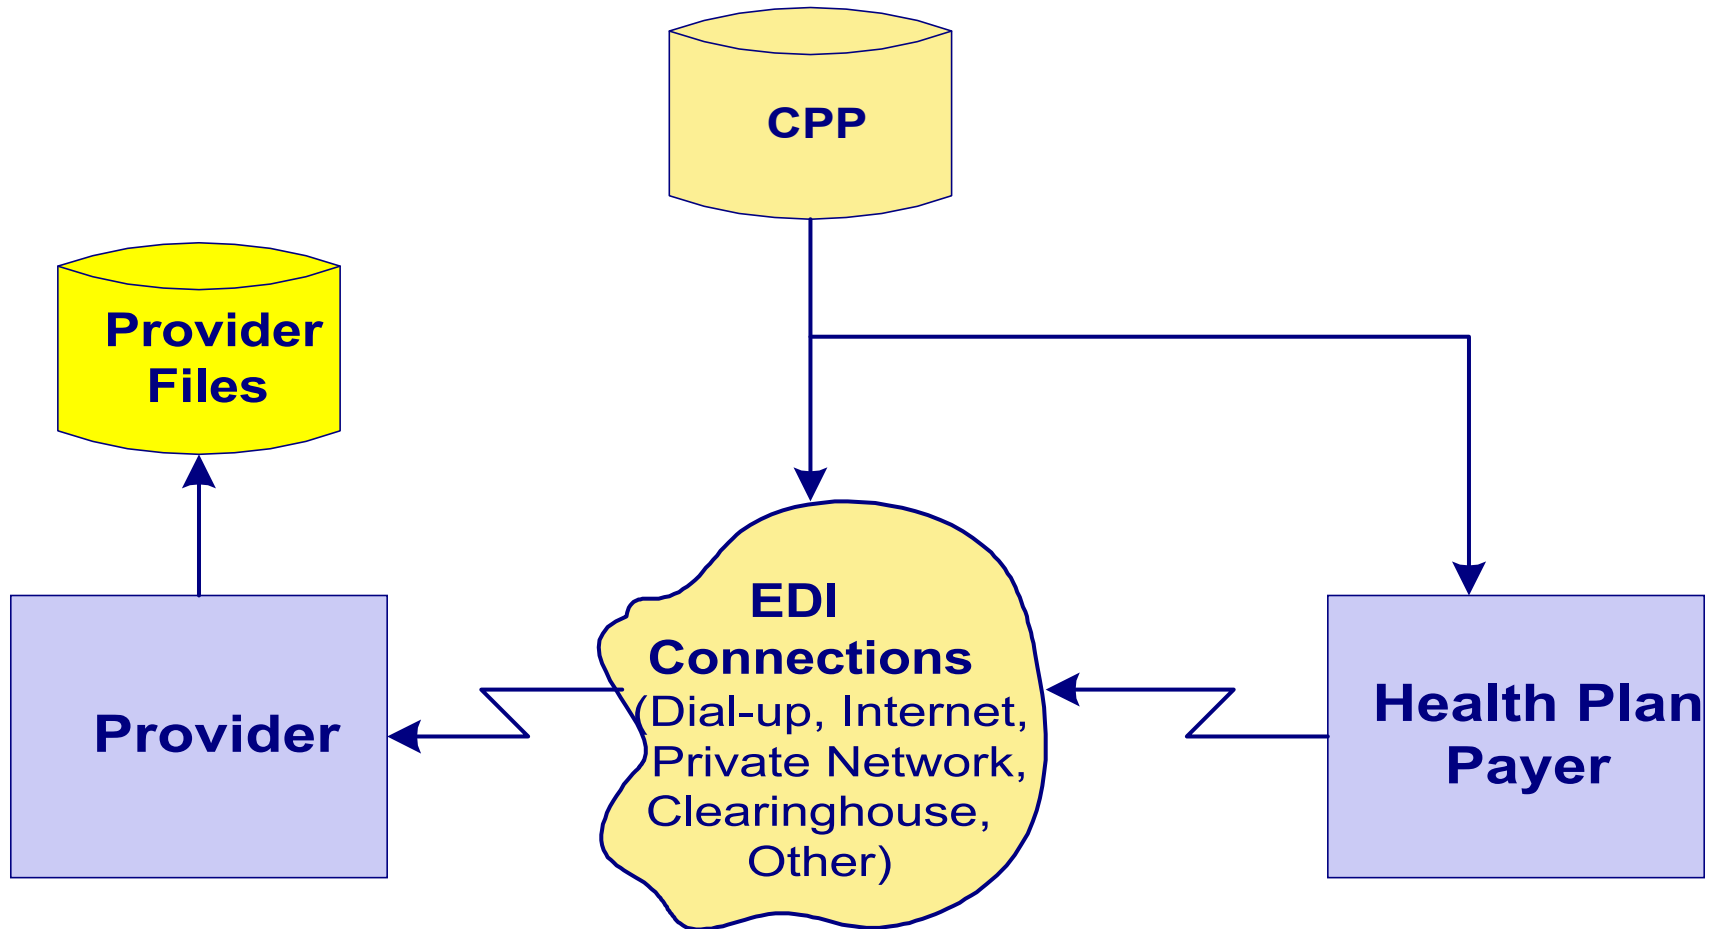 CPP
Provider
Files
EDI
Connections
(Dial-up, Internet,
Private Network,
Clearinghouse,
Other)
Provider
Health Plan
Payer